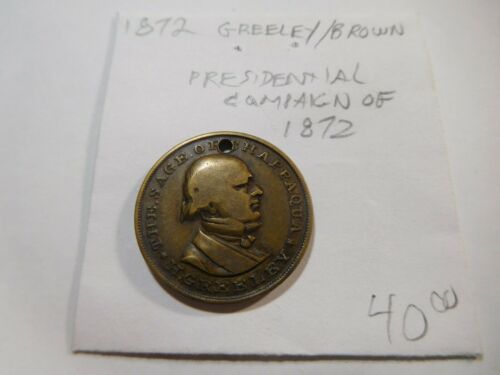 1872 GREELEY/BROWN
PRESIDENTIAL
CAMPAIGN OF
1872
THE.SAGE.OF CHAPPAQUA
H.GREELEY
40 00